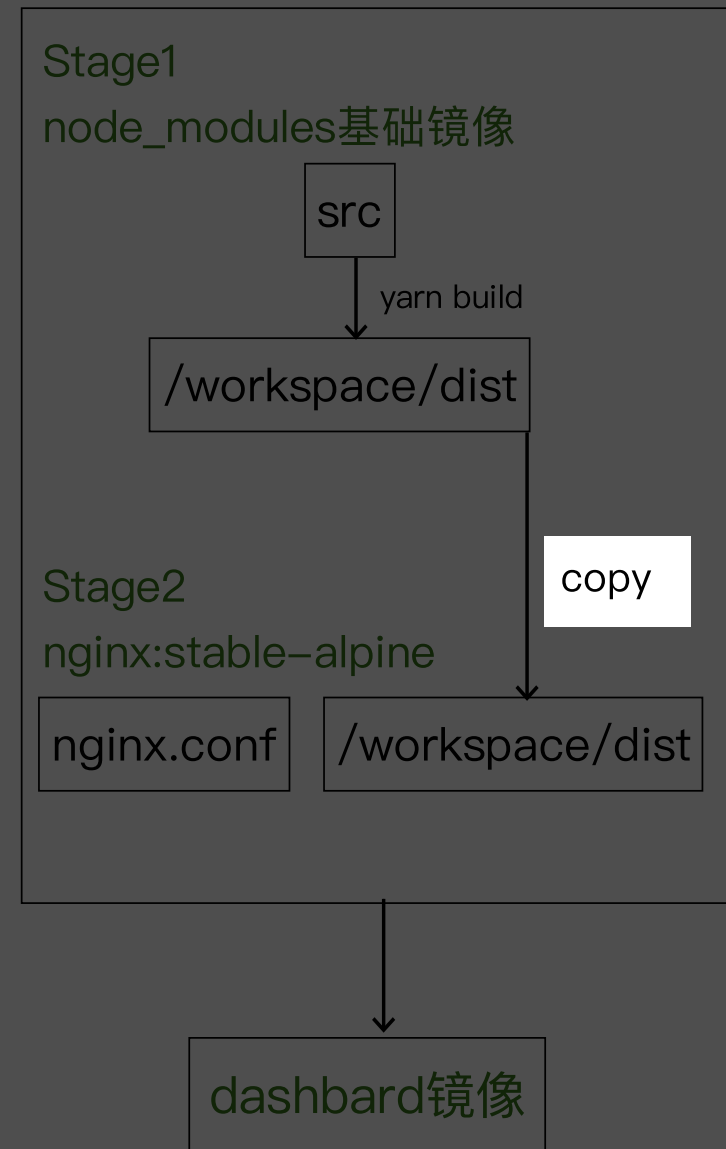 Stage1
node_modules基础镜像
src
yarn build
/workspace/dist
copy
Stage2
nginx:stable–alpine
nginx.conf
/workspace/dist
dashbard镜像